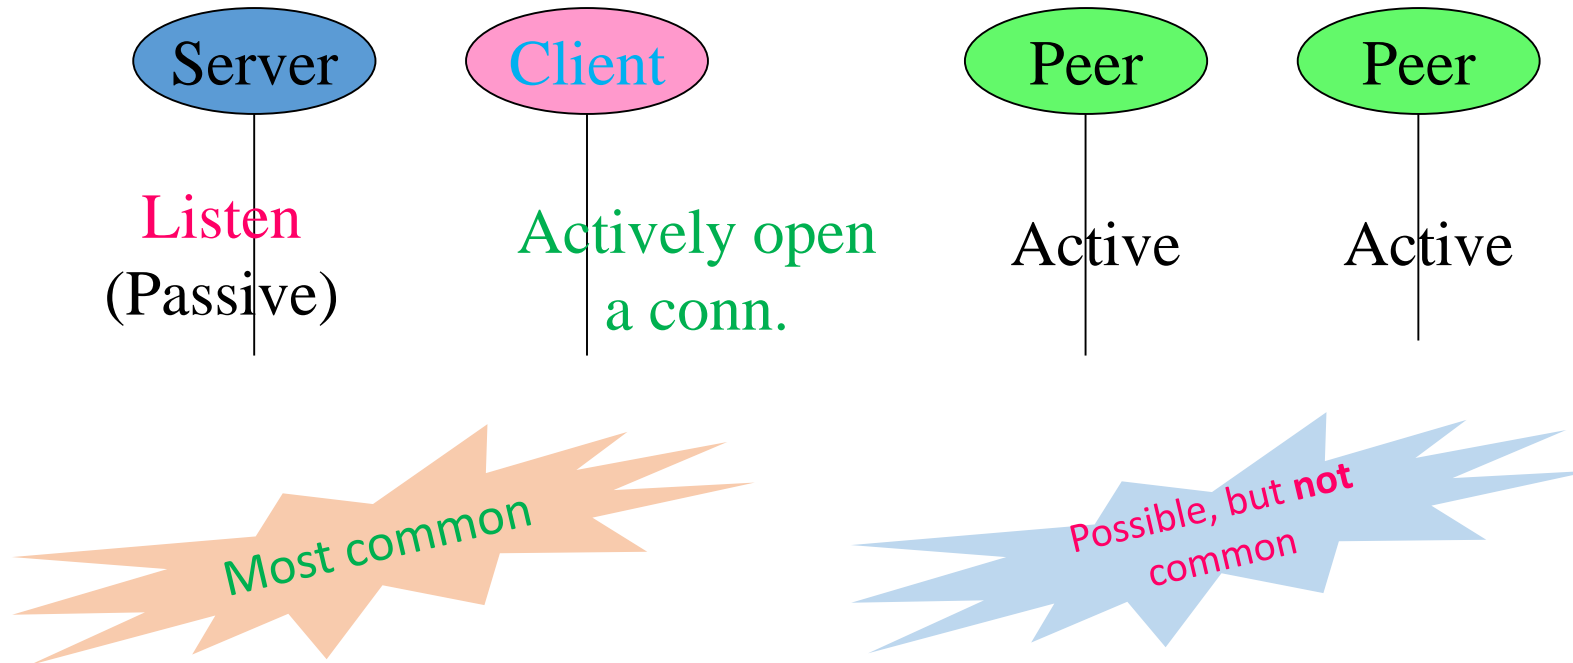 Server
Client
Listen
(Passive)
Actively open
a conn.
Most common
Peer
Peer
Active
Active
Possible, but not
common